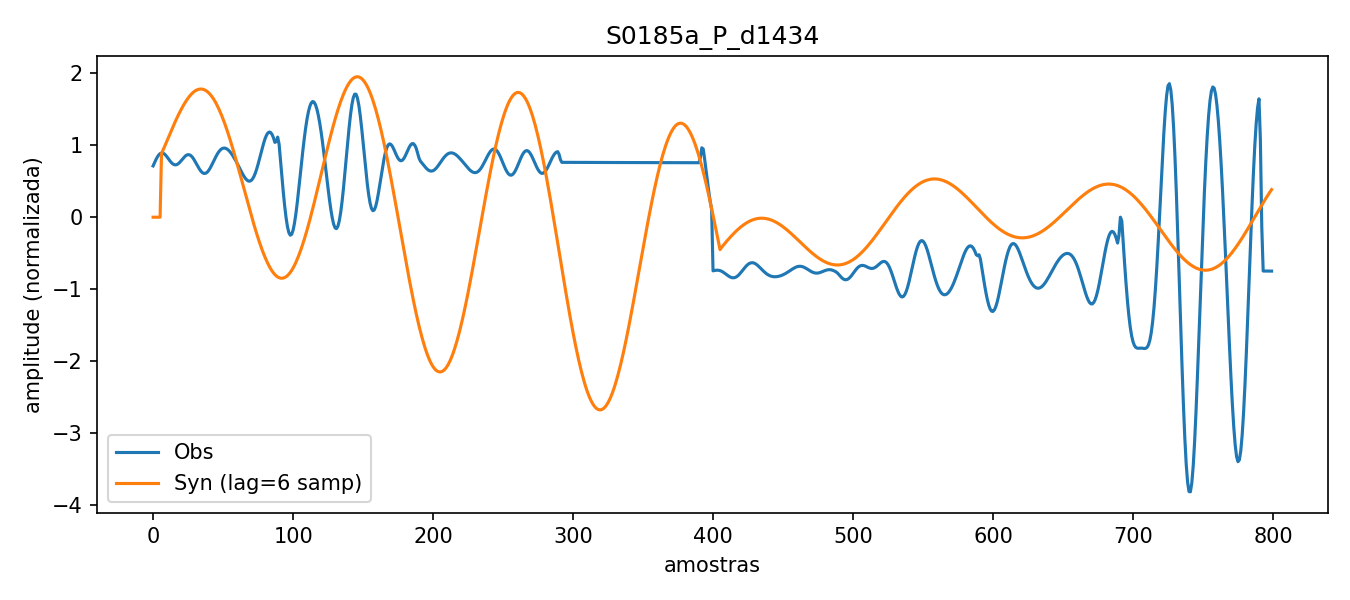 S0185a_P_d1434
amplitude (normalizada)
2
1
0
−1
−2
−3
−4
Obs
Syn (lag=6 samp)
0 100 200 300 400 500 600 700 800
amostras